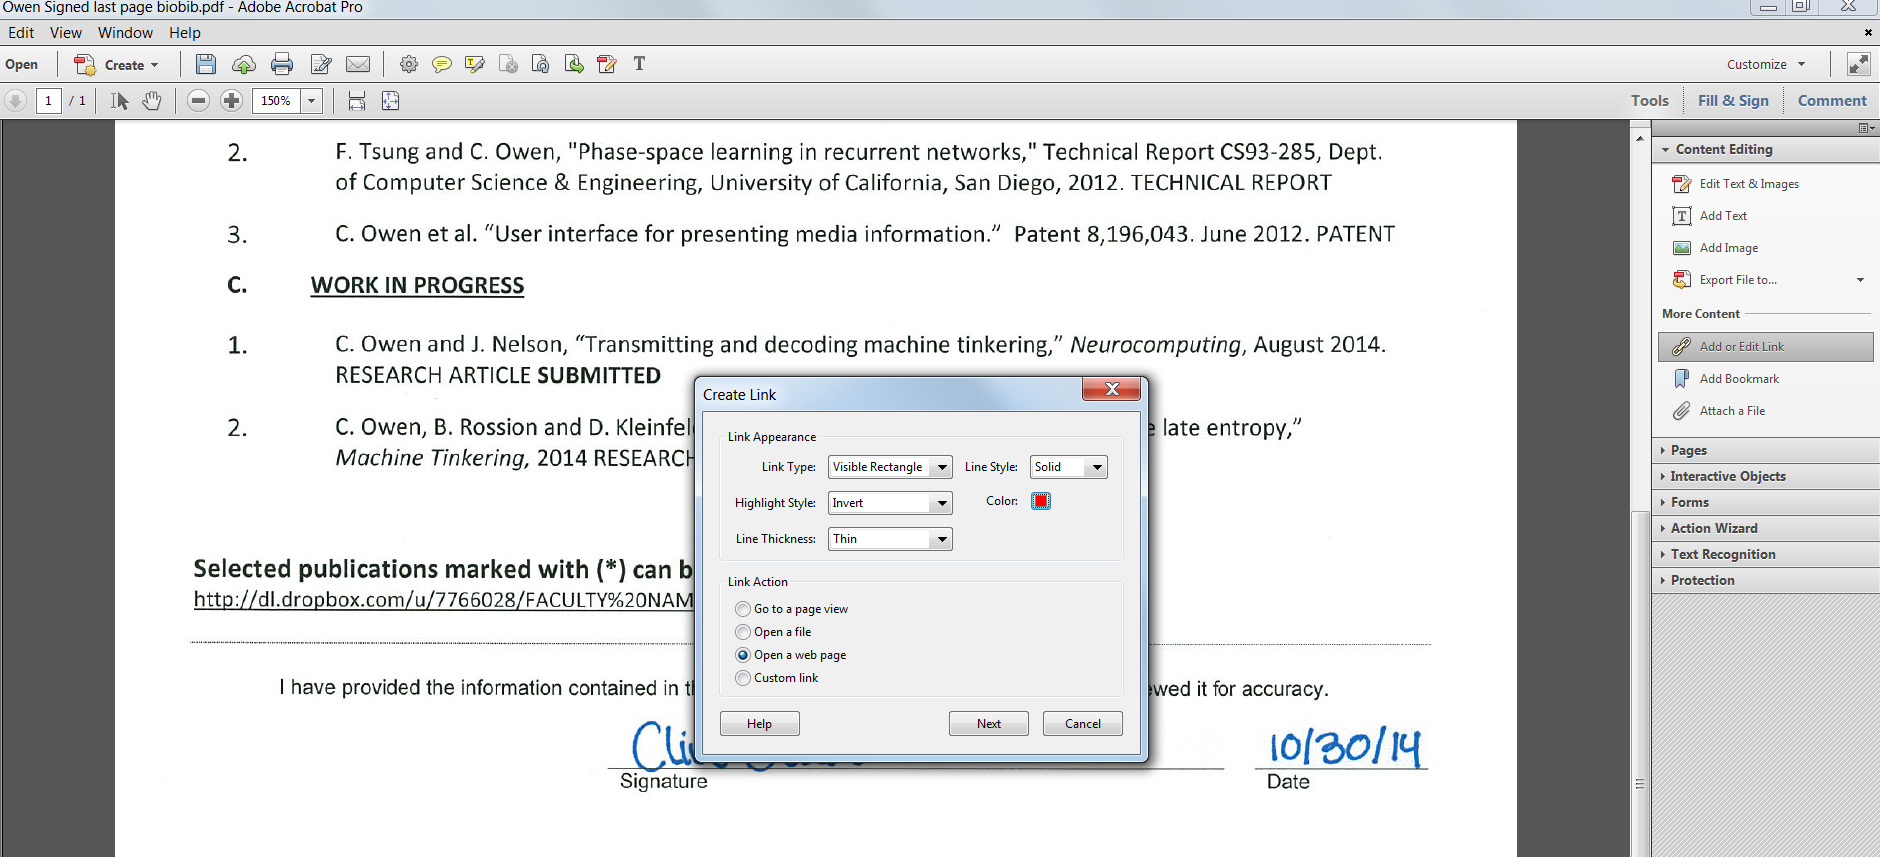 Owen Signed last page biobib.pdf - Adobe Acrobat Pro
Edit View Window Help
Open Create Customize
1 / 1 150% Tools Fill & Sign Comment
2. F. Tsung and C. Owen, "Phase-space learning in recurrent networks," Technical Report CS93-285, Dept.
of Computer Science & Engineering, University of California, San Diego, 2012. TECHNICAL REPORT
3. C. Owen et al. “User interface for presenting media information.” Patent 8,196,043. June 2012. PATENT
C. WORK IN PROGRESS
1. C. Owen and J. Nelson, “Transmitting and decoding machine tinkering,” Neurocomputing, August 2014.
RESEARCH ARTICLE SUBMITTED
2. C. Owen, B. Rossion and D. Kleinfel late entropy,”
Machine Tinkering, 2014 RESEARCH
Selected publications marked with (*) can b
http://dl.dropbox.com/u/7766028/FACULTY%20NAM
I have provided the information contained in th ewed it for accuracy.
10/30/14
Signature Date
Create Link
Link Appearance
Link Type: Visible Rectangle Line Style: Solid
Highlight Style: Invert Color:
Line Thickness: Thin
Link Action
Go to a page view
Open a file
Open a web page
Custom link
Help Next Cancel
Content Editing
Edit Text & Images
Add Text
Add Image
Export File to...
More Content
Add or Edit Link
Add Bookmark
Attach a File
Pages
Interactive Objects
Forms
Action Wizard
Text Recognition
Protection